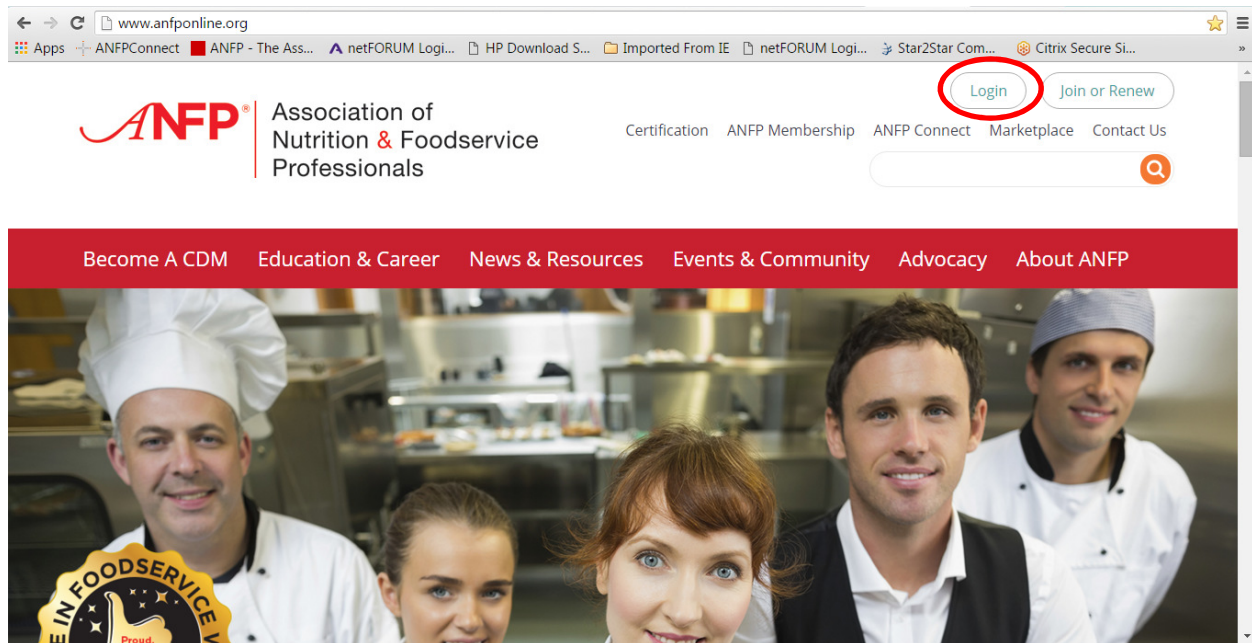 www.anfponline.org
Apps ANFPConnect ANFP - The Ass... netFORUM Logi... HP Download S... Imported From IE netFORUM Logi... Star2Star Com... Citrix Secure Si... »
Login Join or Renew
ANFP®
Association of
Nutrition & Foodservice
Professionals
Certification ANFP Membership ANFP Connect Marketplace Contact Us
Become A CDM Education & Career News & Resources Events & Community Advocacy About ANFP
IN FOODSERVICE
Proud.